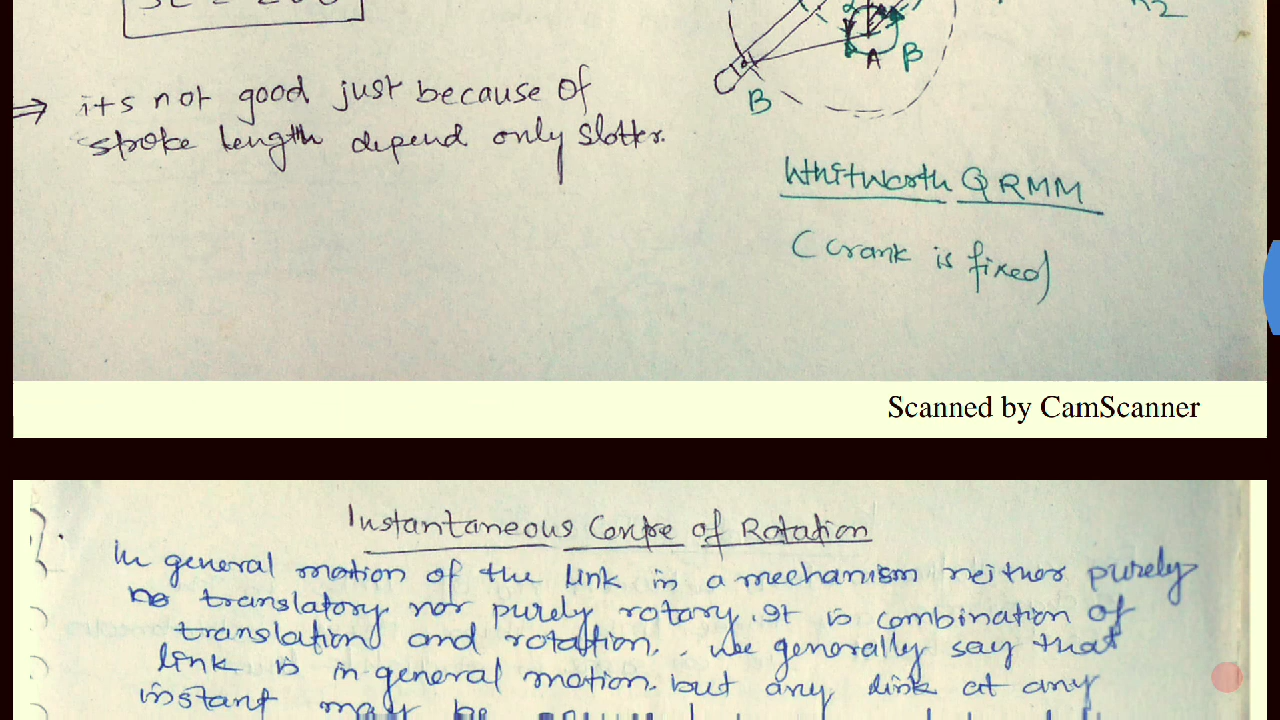 ⇒ its not good just because of
stroke length depend only slotter.
A
B
B
Whitworth QRMM
(crank is fixed)
Scanned by CamScanner
Instantaneous Centre of Rotation
In general motion of the link in a mechanism neither purely
translatory nor purely rotary. It is combination of
translation and rotation. We generally say that
link is in general motion. but any link at any
instant may be